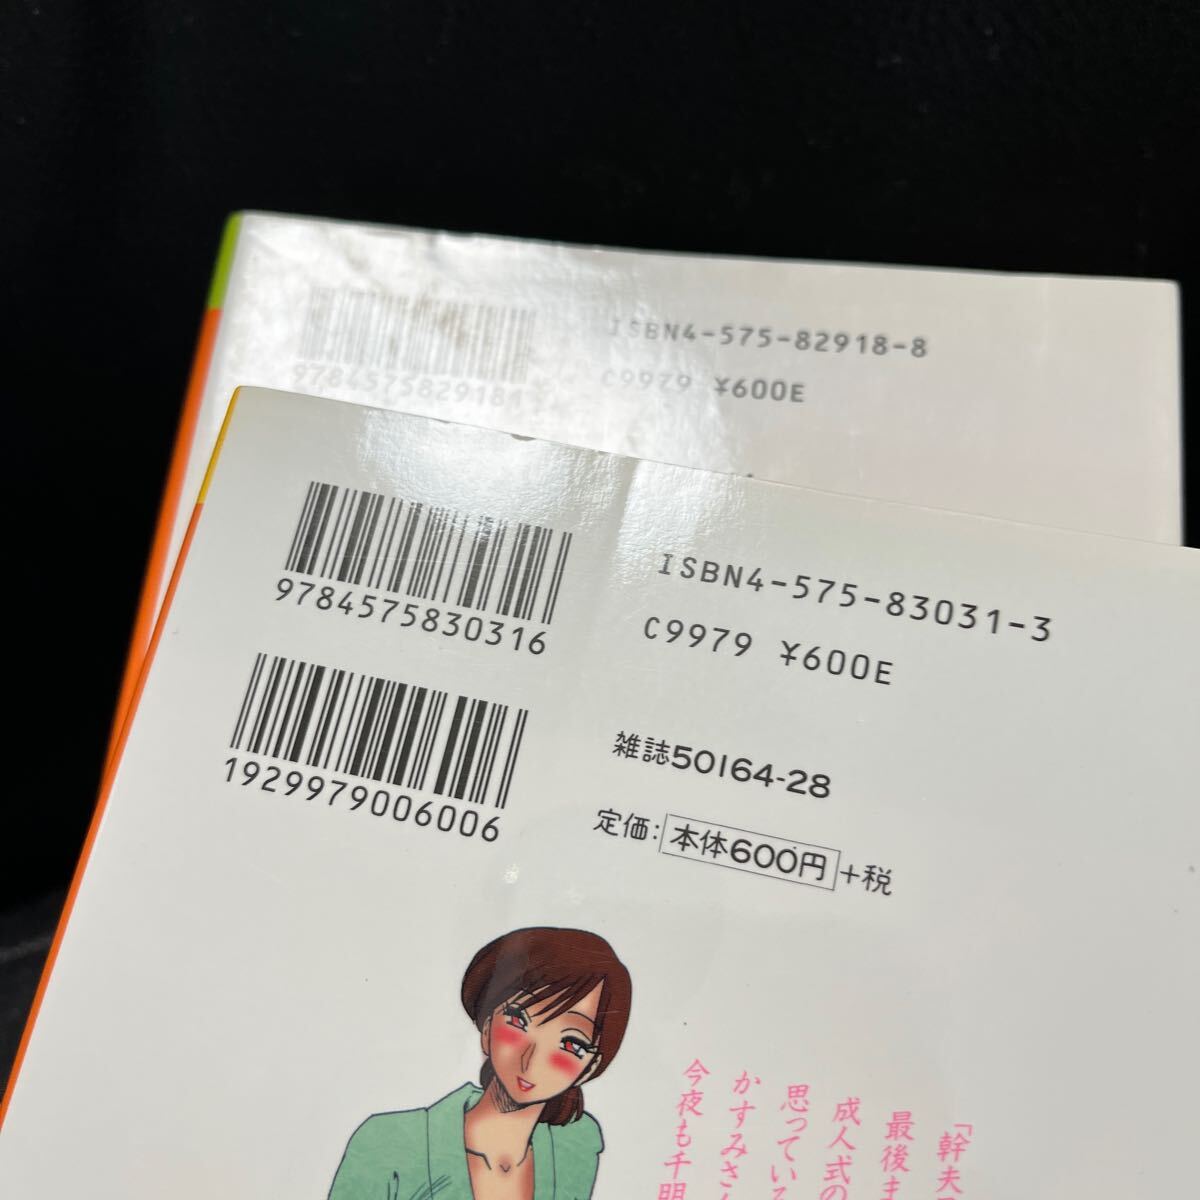 ISBN4-575-82918-8
C9979 ¥600E
9784575829181
ISBN4-575-83031-3
C9979 ¥600E
9784575830316
1929979006006
雑誌50164-28
定価：本体600円+税
「幹夫
最後ま
成人式の
思っている
かすみさん
今夜も千明